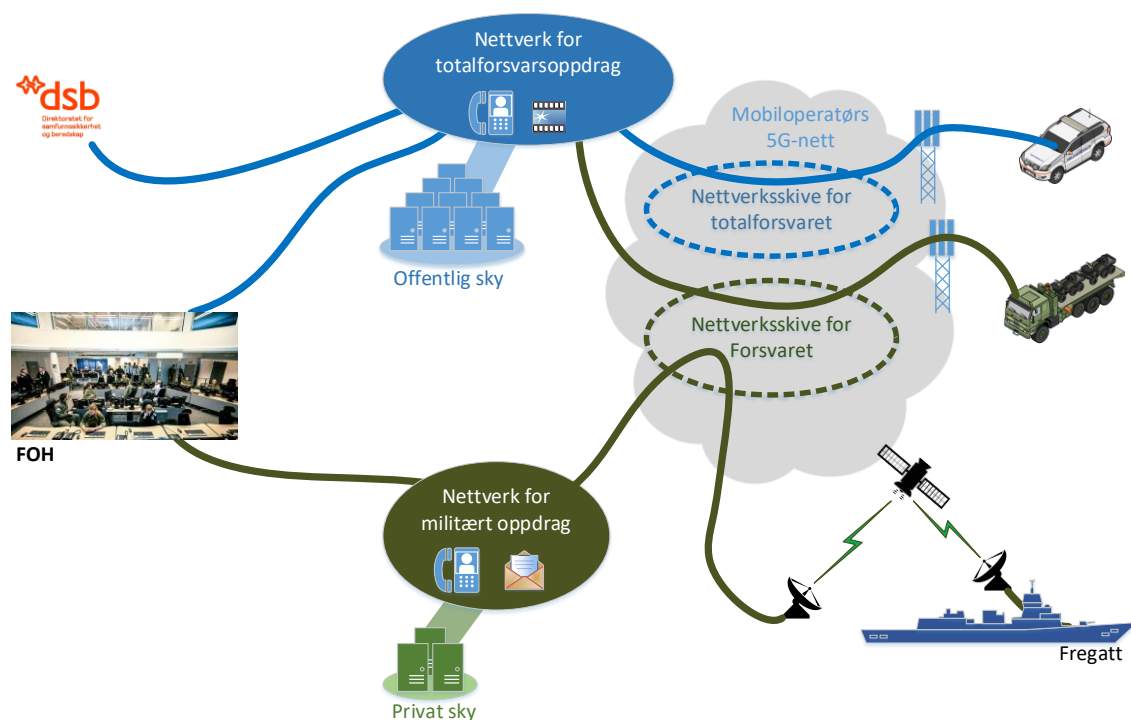 Nettverk for
totalforsvarsoppdrag
dsb
Direktoratet for
samfunnssikkerhet
og beredskap
Mobiloperatørs
5G-nett
Nettverksskive for
totalforsvaret
Offentlig sky
Nettverksskive for
Forsvaret
FOH
Nettverk for
militært oppdrag
Fregatt
Privat sky